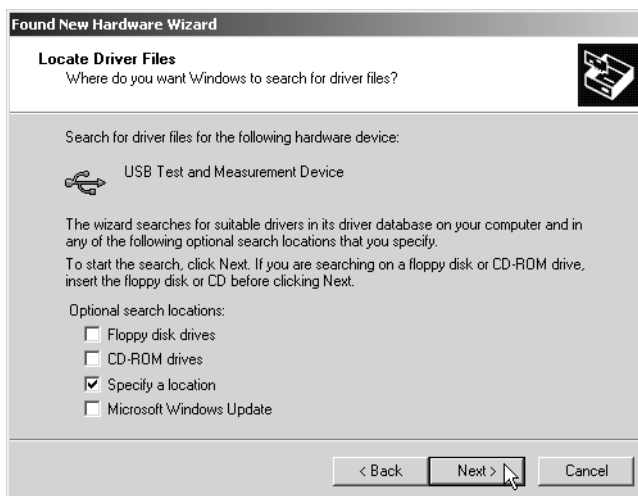 Found New Hardware Wizard
Locate Driver Files
Where do you want Windows to search for driver files?
Search for driver files for the following hardware device:
USB Test and Measurement Device
The wizard searches for suitable drivers in its driver database on your computer and in
any of the following optional search locations that you specify.
To start the search, click Next. If you are searching on a floppy disk or CD-ROM drive,
insert the floppy disk or CD before clicking Next.
Optional search locations:
Floppy disk drives
CD-ROM drives
Specify a location
Microsoft Windows Update
< Back Next > Cancel